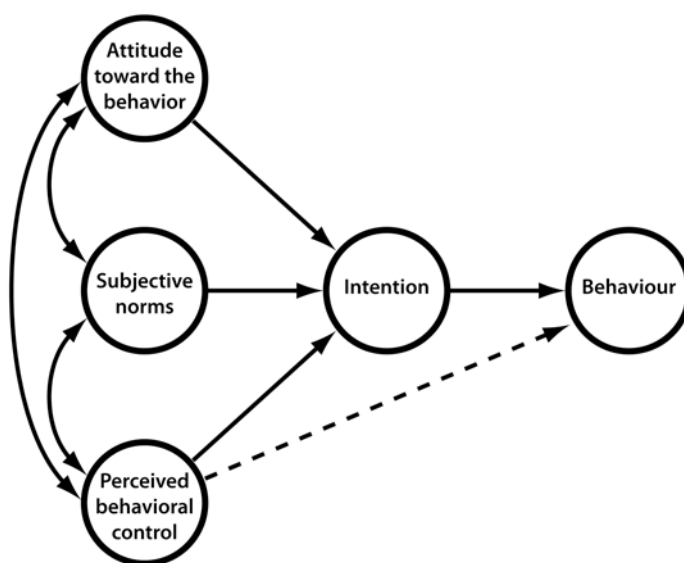 Attitude
toward the
behavior
Subjective
norms
Intention
Behaviour
Perceived
behavioral
control